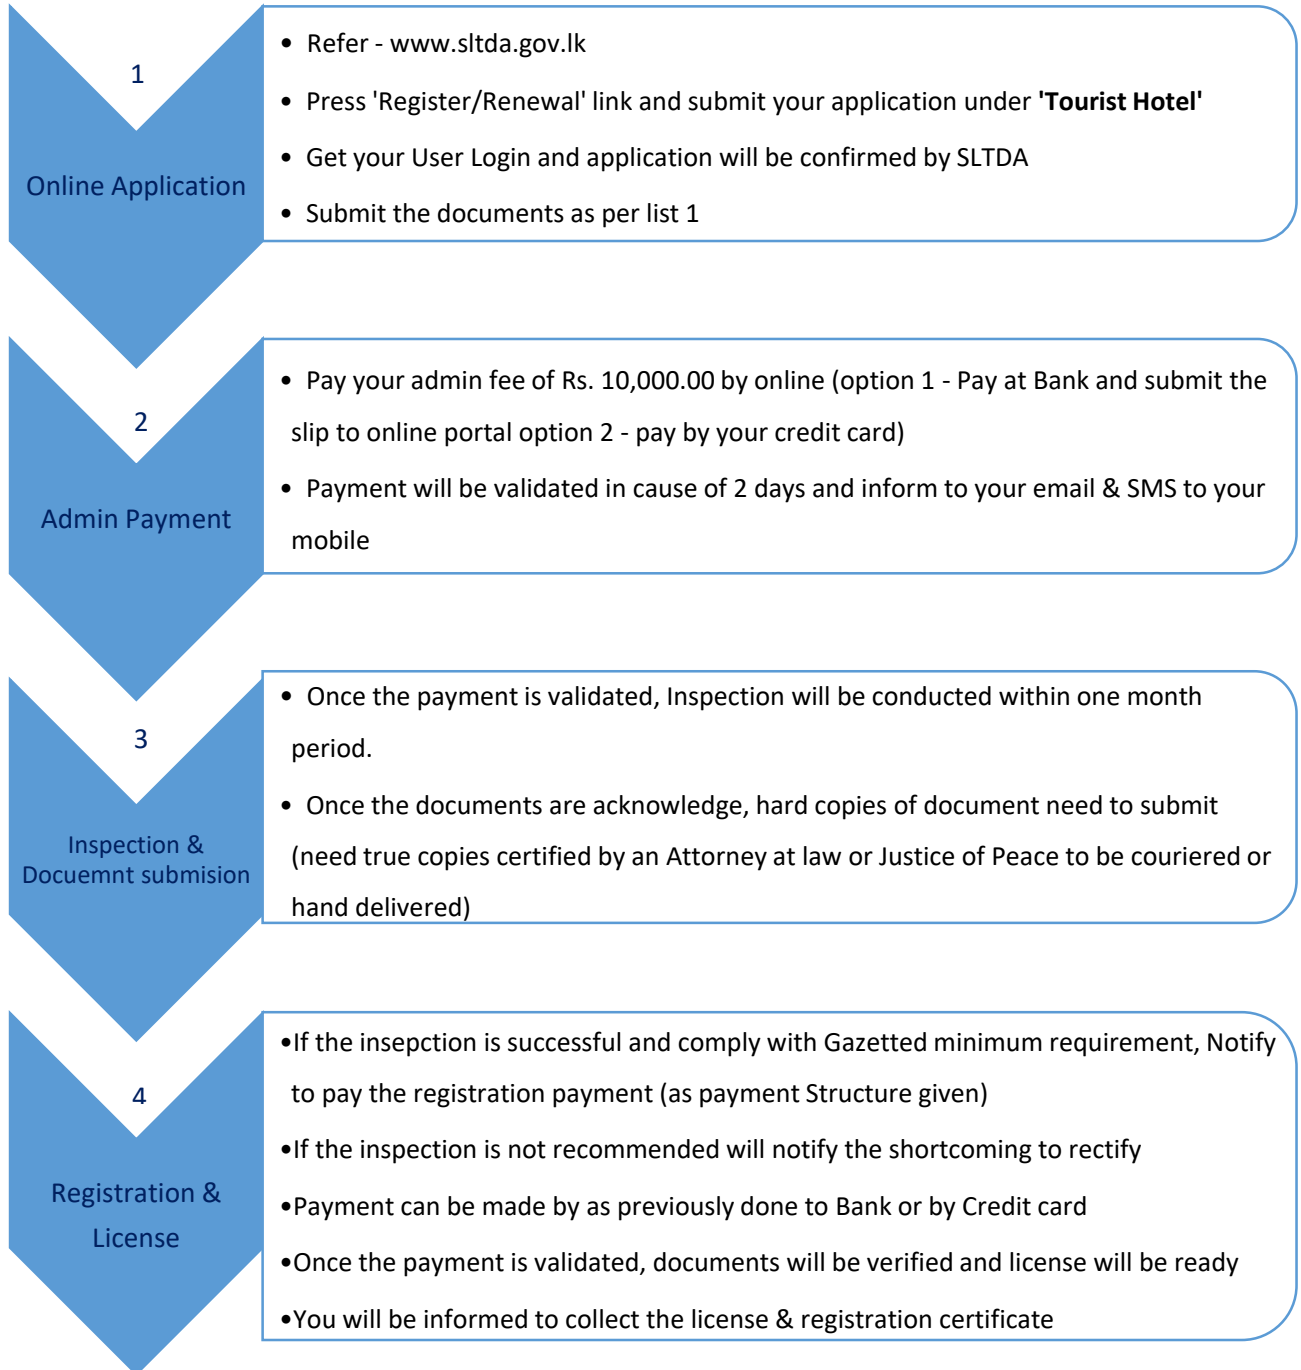 1
Online Application
• Refer - www.sltda.gov.lk
• Press 'Register/Renewal' link and submit your application under 'Tourist Hotel'
• Get your User Login and application will be confirmed by SLTDA
• Submit the documents as per list 1
2
Admin Payment
• Pay your admin fee of Rs. 10,000.00 by online (option 1 - Pay at Bank and submit the
slip to online portal option 2 - pay by your credit card)
• Payment will be validated in cause of 2 days and inform to your email & SMS to your
mobile
3
Inspection &
Docuemnt submision
• Once the payment is validated, Inspection will be conducted within one month
period.
• Once the documents are acknowledge, hard copies of document need to submit
(need true copies certified by an Attorney at law or Justice of Peace to be couriered or
hand delivered)
4
Registration &
License
•If the insepction is successful and comply with Gazetted minimum requirement, Notify
to pay the registration payment (as payment Structure given)
•If the inspection is not recommended will notify the shortcoming to rectify
•Payment can be made by as previously done to Bank or by Credit card
•Once the payment is validated, documents will be verified and license will be ready
•You will be informed to collect the license & registration certificate